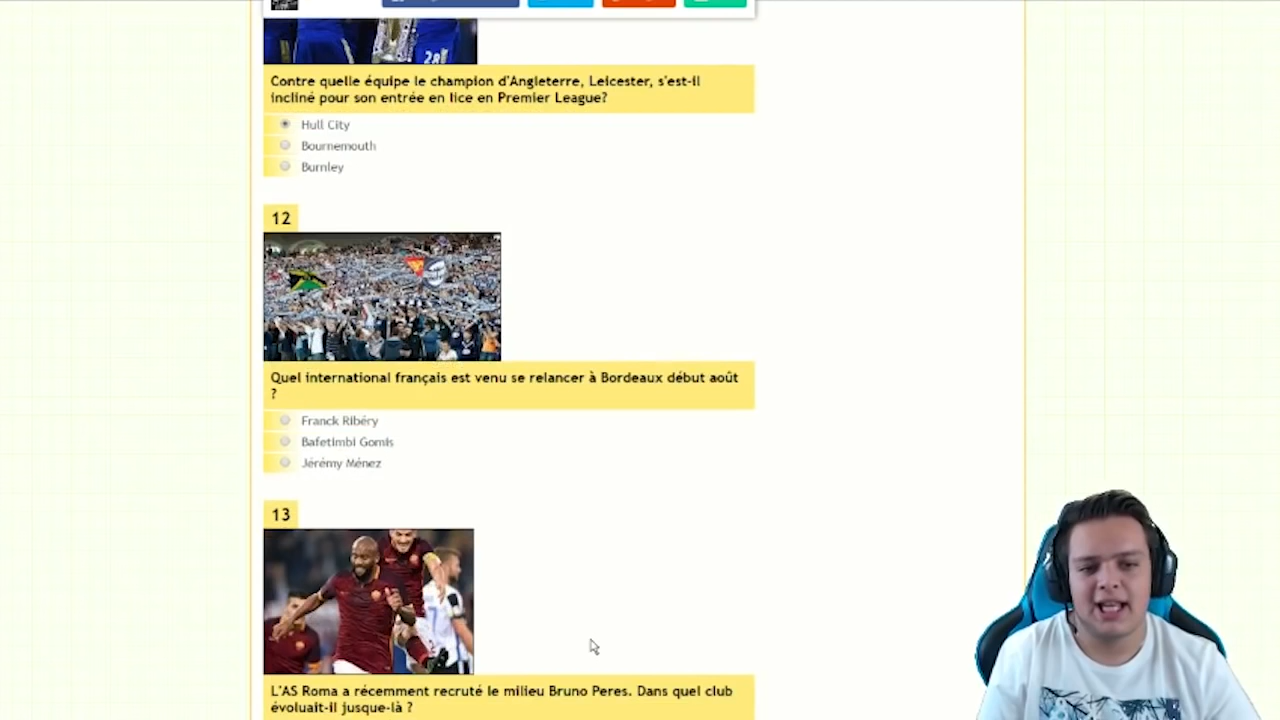 28
Contre quelle équipe le champion d'Angleterre, Leicester, s'est-il
incliné pour son entrée en lice en Premier League?
Hull City
Bournemouth
Burnley
12
Quel international français est venu se relancer à Bordeaux début août
?
Franck Ribéry
Bafetimbi Gomis
Jérémy Ménez
13
L'AS Roma a récemment recruté le milieu Bruno Peres. Dans quel club
évoluait-il jusque-là ?